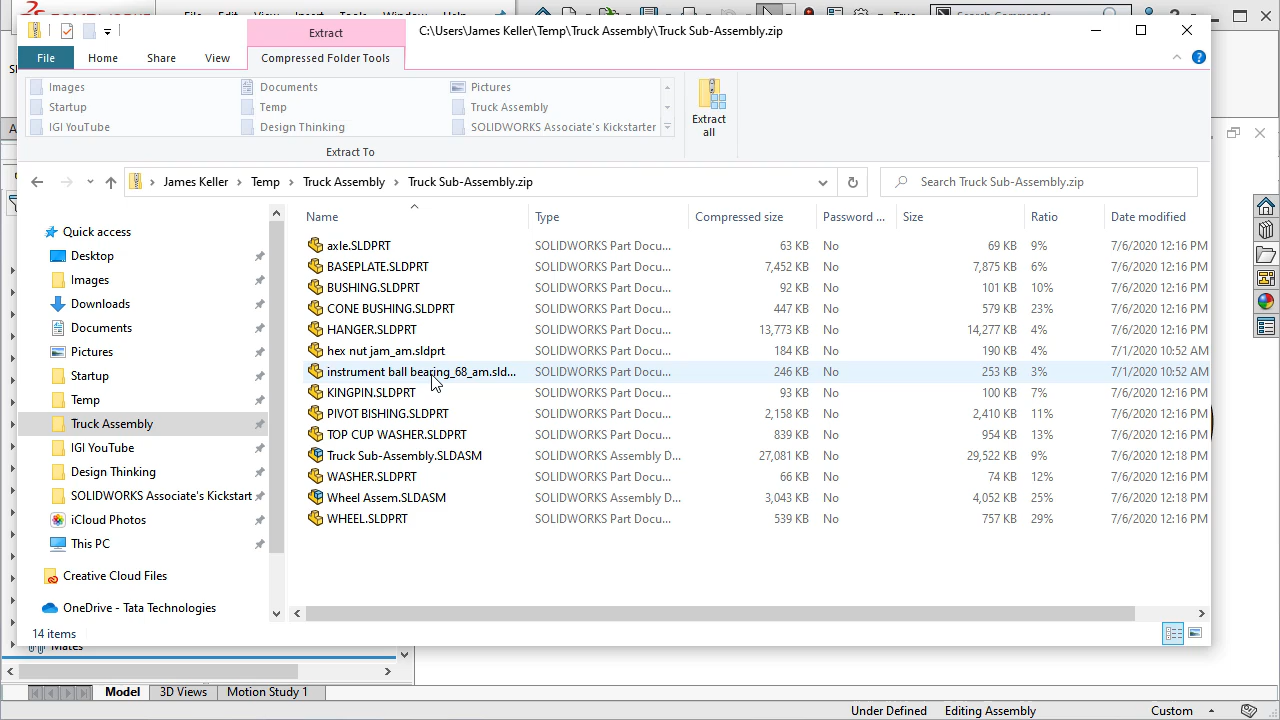 Extract
C:\Users\James Keller\Temp\Truck Assembly\Truck Sub-Assembly.zip
File
Home
Share
View
Compressed Folder Tools
Images
Documents
Pictures
Startup
Temp
Truck Assembly
IGI YouTube
Design Thinking
SOLIDWORKS Associate's Kickstarter
Extract all
Extract To
James Keller > Temp > Truck Assembly > Truck Sub-Assembly.zip
Search Truck Sub-Assembly.zip
Name Type Compressed size Password ... Size Ratio Date modified
axle.SLDPRT SOLIDWORKS Part Docu... 63 KB No 69 KB 9% 7/6/2020 12:16 PM
BASEPLATE.SLDPRT SOLIDWORKS Part Docu... 7,452 KB No 7,875 KB 6% 7/6/2020 12:16 PM
BUSHING.SLDPRT SOLIDWORKS Part Docu... 92 KB No 101 KB 10% 7/6/2020 12:16 PM
CONE BUSHING.SLDPRT SOLIDWORKS Part Docu... 447 KB No 579 KB 23% 7/6/2020 12:16 PM
HANGER.SLDPRT SOLIDWORKS Part Docu... 13,773 KB No 14,277 KB 4% 7/6/2020 12:16 PM
hex nut jam_am.sldprt SOLIDWORKS Part Docu... 184 KB No 190 KB 4% 7/1/2020 10:52 AM
instrument ball bearing_68_am.sld... SOLIDWORKS Part Docu... 246 KB No 253 KB 3% 7/1/2020 10:52 AM
KINGPIN.SLDPRT SOLIDWORKS Part Docu... 93 KB No 100 KB 7% 7/6/2020 12:16 PM
PIVOT BISHING.SLDPRT SOLIDWORKS Part Docu... 2,158 KB No 2,410 KB 11% 7/6/2020 12:16 PM
TOP CUP WASHER.SLDPRT SOLIDWORKS Part Docu... 839 KB No 954 KB 13% 7/6/2020 12:16 PM
Truck Sub-Assembly.SLDASM SOLIDWORKS Assembly D... 27,081 KB No 29,522 KB 9% 7/6/2020 12:18 PM
WASHER.SLDPRT SOLIDWORKS Part Docu... 66 KB No 74 KB 12% 7/6/2020 12:16 PM
Wheel Assem.SLDASM SOLIDWORKS Assembly D... 3,043 KB No 4,052 KB 25% 7/6/2020 12:18 PM
WHEEL.SLDPRT SOLIDWORKS Part Docu... 539 KB No 757 KB 29% 7/6/2020 12:16 PM
Quick access
Desktop
Images
Downloads
Documents
Pictures
Startup
Temp
Truck Assembly
IGI YouTube
Design Thinking
SOLIDWORKS Associate's Kickstart
iCloud Photos
This PC
Creative Cloud Files
OneDrive - Tata Technologies
14 items
Mates
Model
3D Views
Motion Study 1
Under Defined
Editing Assembly
Custom